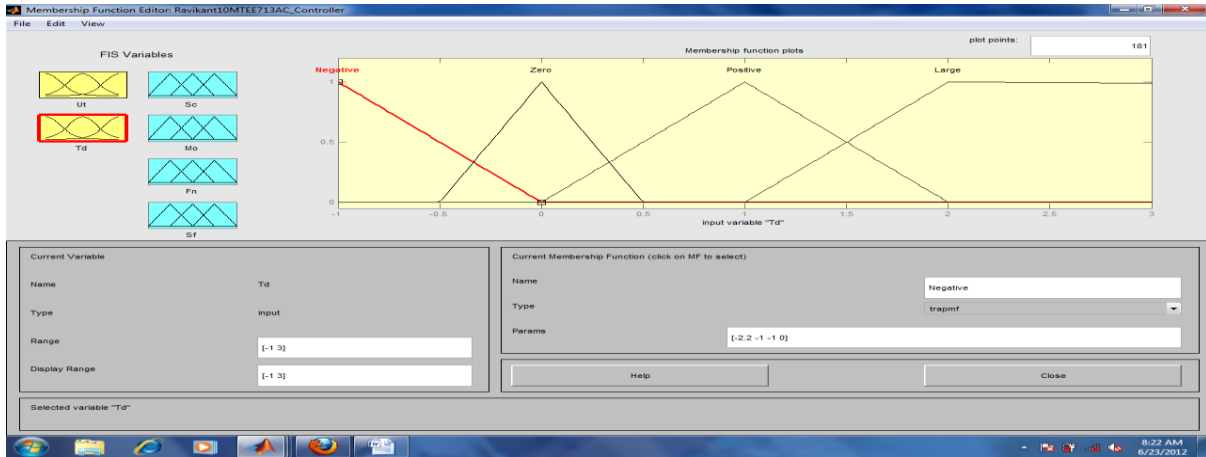 Membership Function Editor: Ravikant10MTEE713AC_Controller
File Edit View
FIS Variables
Membership function plots
plot points:
181
Ut
Sc
Td
Mo
Fn
Sf
Negative
Zero
Positive
Large
1
0.5
0
-1 -0.5 0 0.5 1 1.5 2 2.5 3
input variable "Td"
Current Variable
Name Td
Type input
Range [-1 3]
Display Range [-1 3]
Current Membership Function (click on MF to select)
Name Negative
Type trapmf
Params [-2.2 -1 -1 0]
Help
Close
Selected variable "Td"
8:22 AM
6/23/2012